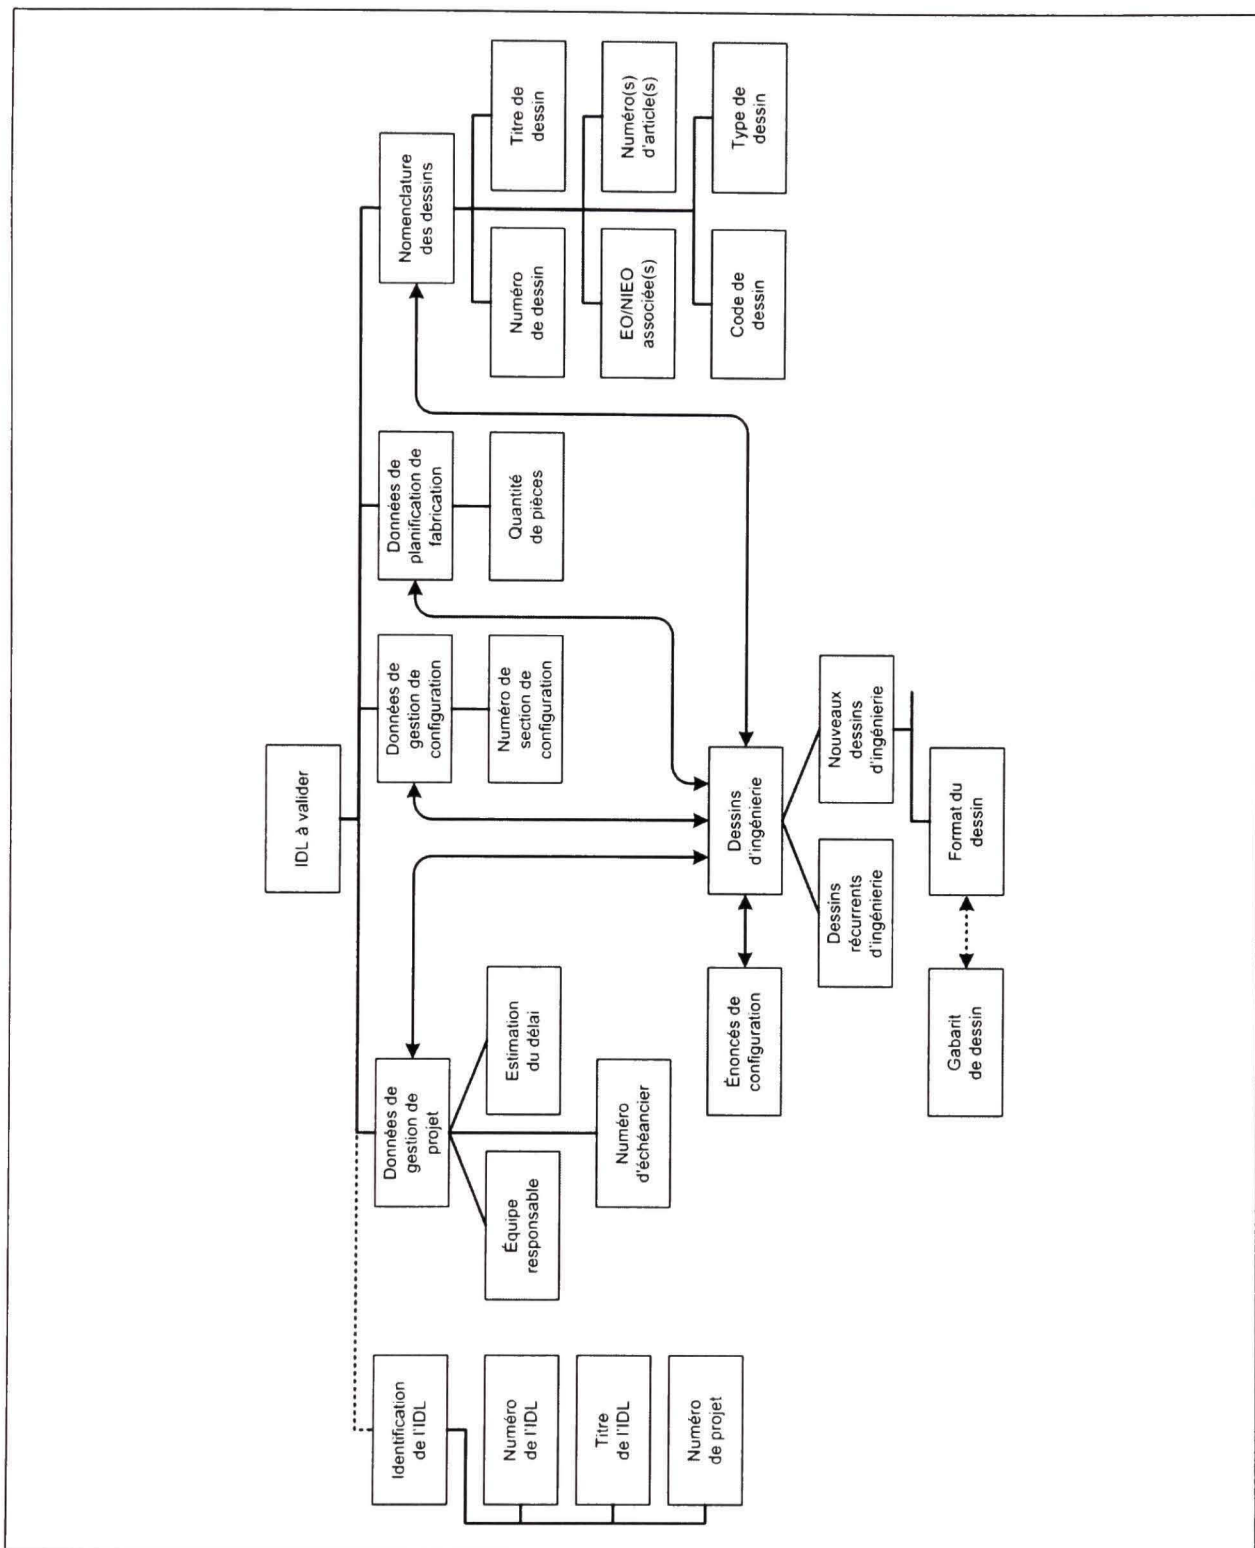 IDL à valider
Identification
de l'IDL
Numéro
de l'IDL
Titre
de l'IDL
Numéro
de projet
Données de
gestion de
projet
Équipe
responsable
Estimation
du délai
Numéro
d'échéancier
Données de
gestion de
configuration
Numéro de
section de
configuration
Données de
planification de
fabrication
Quantité
de pièces
Nomenclature
des dessins
Numéro
de dessin
Titre de
dessin
EO/NIEO
associée(s)
Numéro(s)
d'article(s)
Code de
dessin
Type de
dessin
Énoncés de
configuration
Dessins
d'ingénierie
Dessins
récurrents
d'ingénierie
Nouveaux
dessins
d'ingénierie
Gabarit
de dessin
Format du
dessin